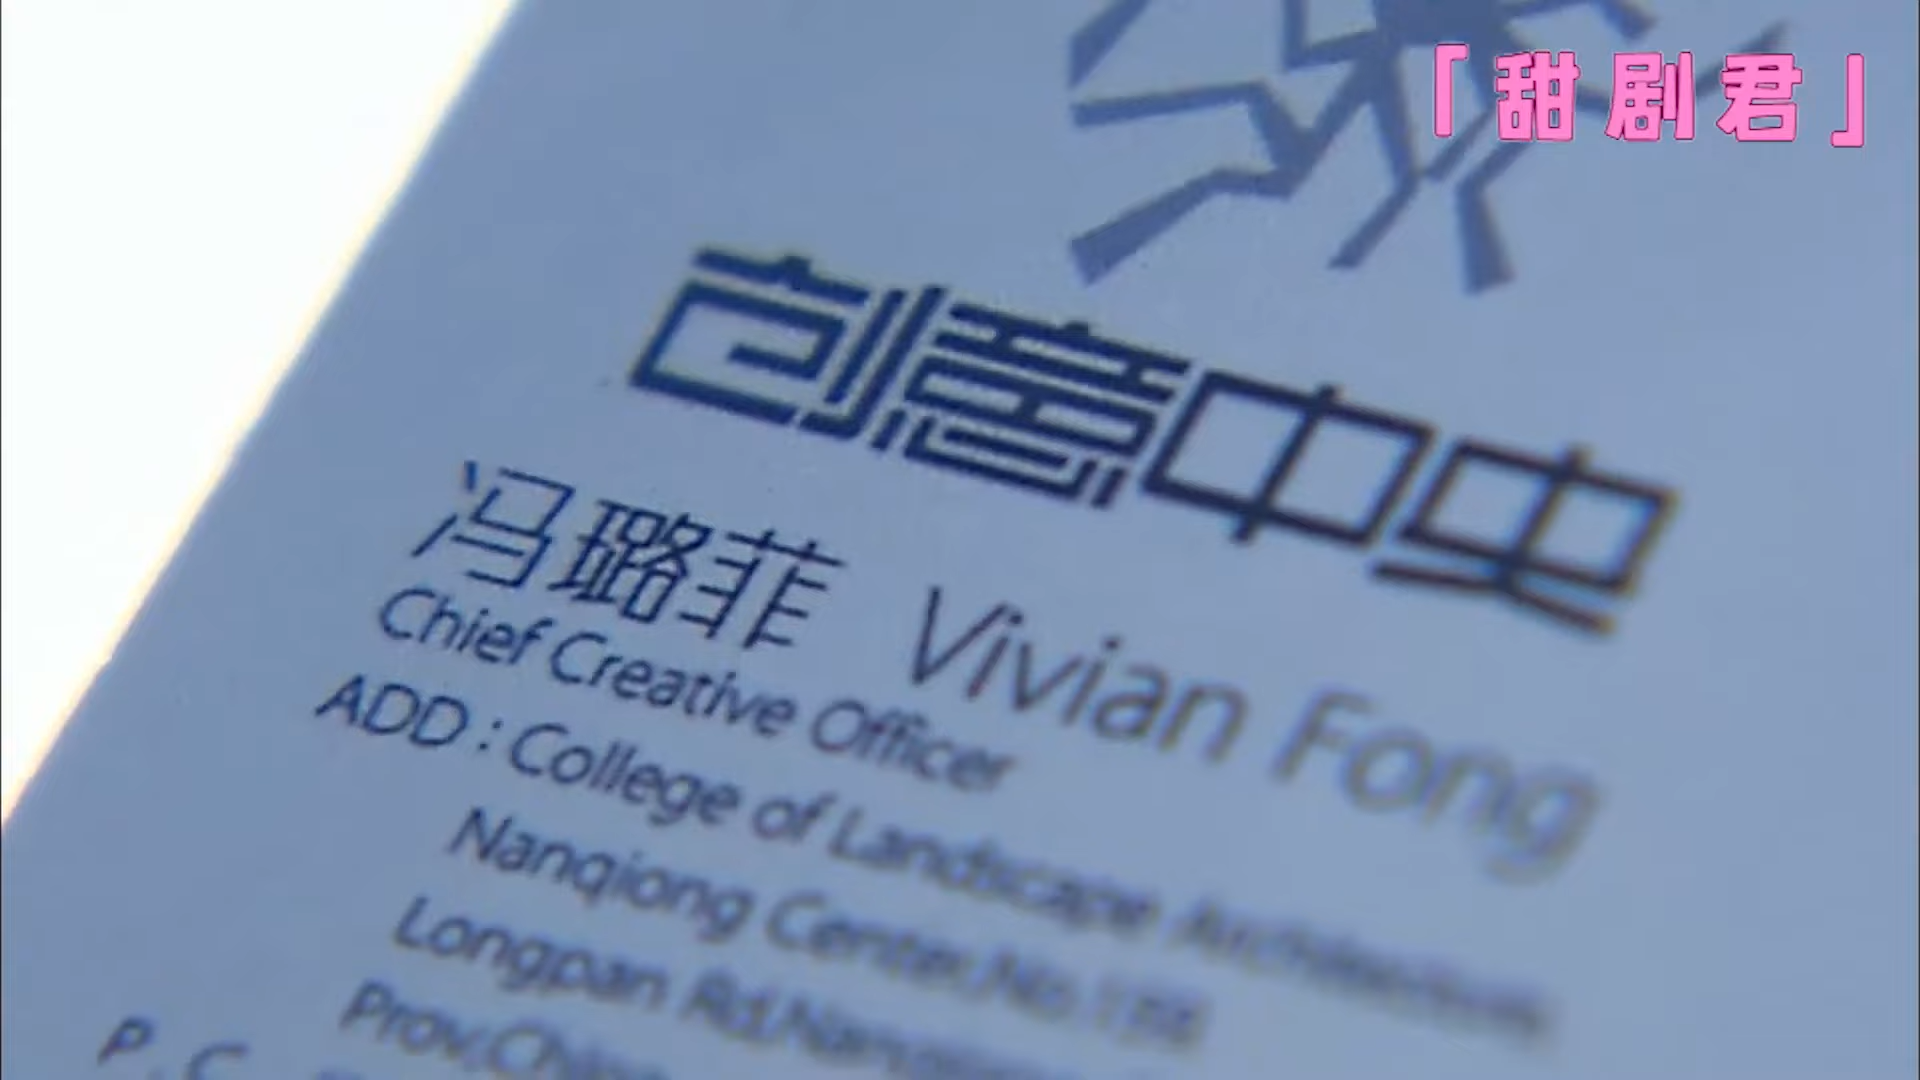 「甜剧君」
创意中央
冯璐菲 Vivian Fong
Chief Creative Officer
ADD : College of Landscape Architecture
Nanqiong Center,No.
Longpan Rd,
Prov,
P.C